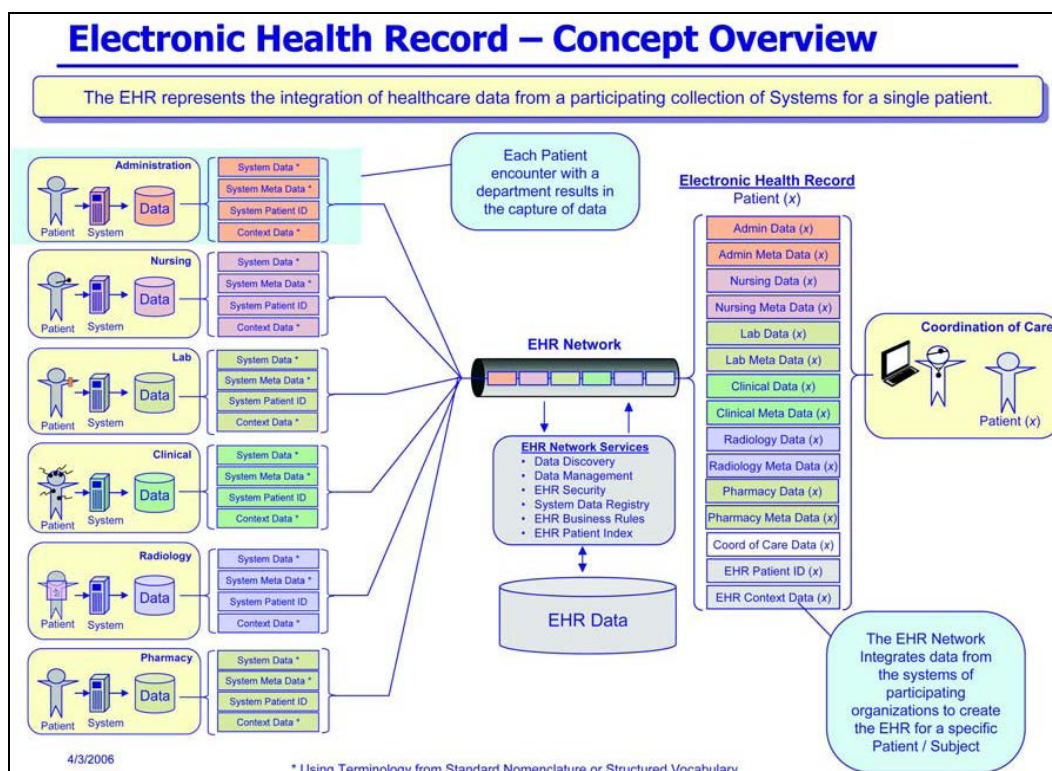 Electronic Health Record – Concept Overview
The EHR represents the integration of healthcare data from a participating collection of Systems for a single patient.
Administration
Patient
System
Data
System Data *
System Meta Data *
System Patient ID
Context Data *
Each Patient
encounter with a
department results in
the capture of data
Nursing
Patient
System
Data
System Data *
System Meta Data *
System Patient ID
Context Data *
Lab
Patient
System
Data
System Data *
System Meta Data *
System Patient ID
Context Data *
Clinical
Patient
System
Data
System Data *
System Meta Data *
System Patient ID
Context Data *
Radiology
Patient
System
Data
System Data *
System Meta Data *
System Patient ID
Context Data *
Pharmacy
Patient
System
Data
System Data *
System Meta Data *
System Patient ID
Context Data *
EHR Network
EHR Network Services
• Data Discovery
• Data Management
• EHR Security
• System Data Registry
• EHR Business Rules
• EHR Patient Index
EHR Data
Electronic Health Record
Patient (x)
Admin Data (x)
Admin Meta Data (x)
Nursing Data (x)
Nursing Meta Data (x)
Lab Data (x)
Lab Meta Data (x)
Clinical Data (x)
Clinical Meta Data (x)
Radiology Data (x)
Radiology Meta Data (x)
Pharmacy Data (x)
Pharmacy Meta Data (x)
Coord of Care Data (x)
EHR Patient ID (x)
EHR Context Data (x)
Coordination of Care
Patient (x)
The EHR Network
Integrates data from
the systems of
participating
organizations to create
the EHR for a specific
Patient / Subject
4/3/2006
* Using Terminology from Standard Nomenclature or Structured Vocabulary